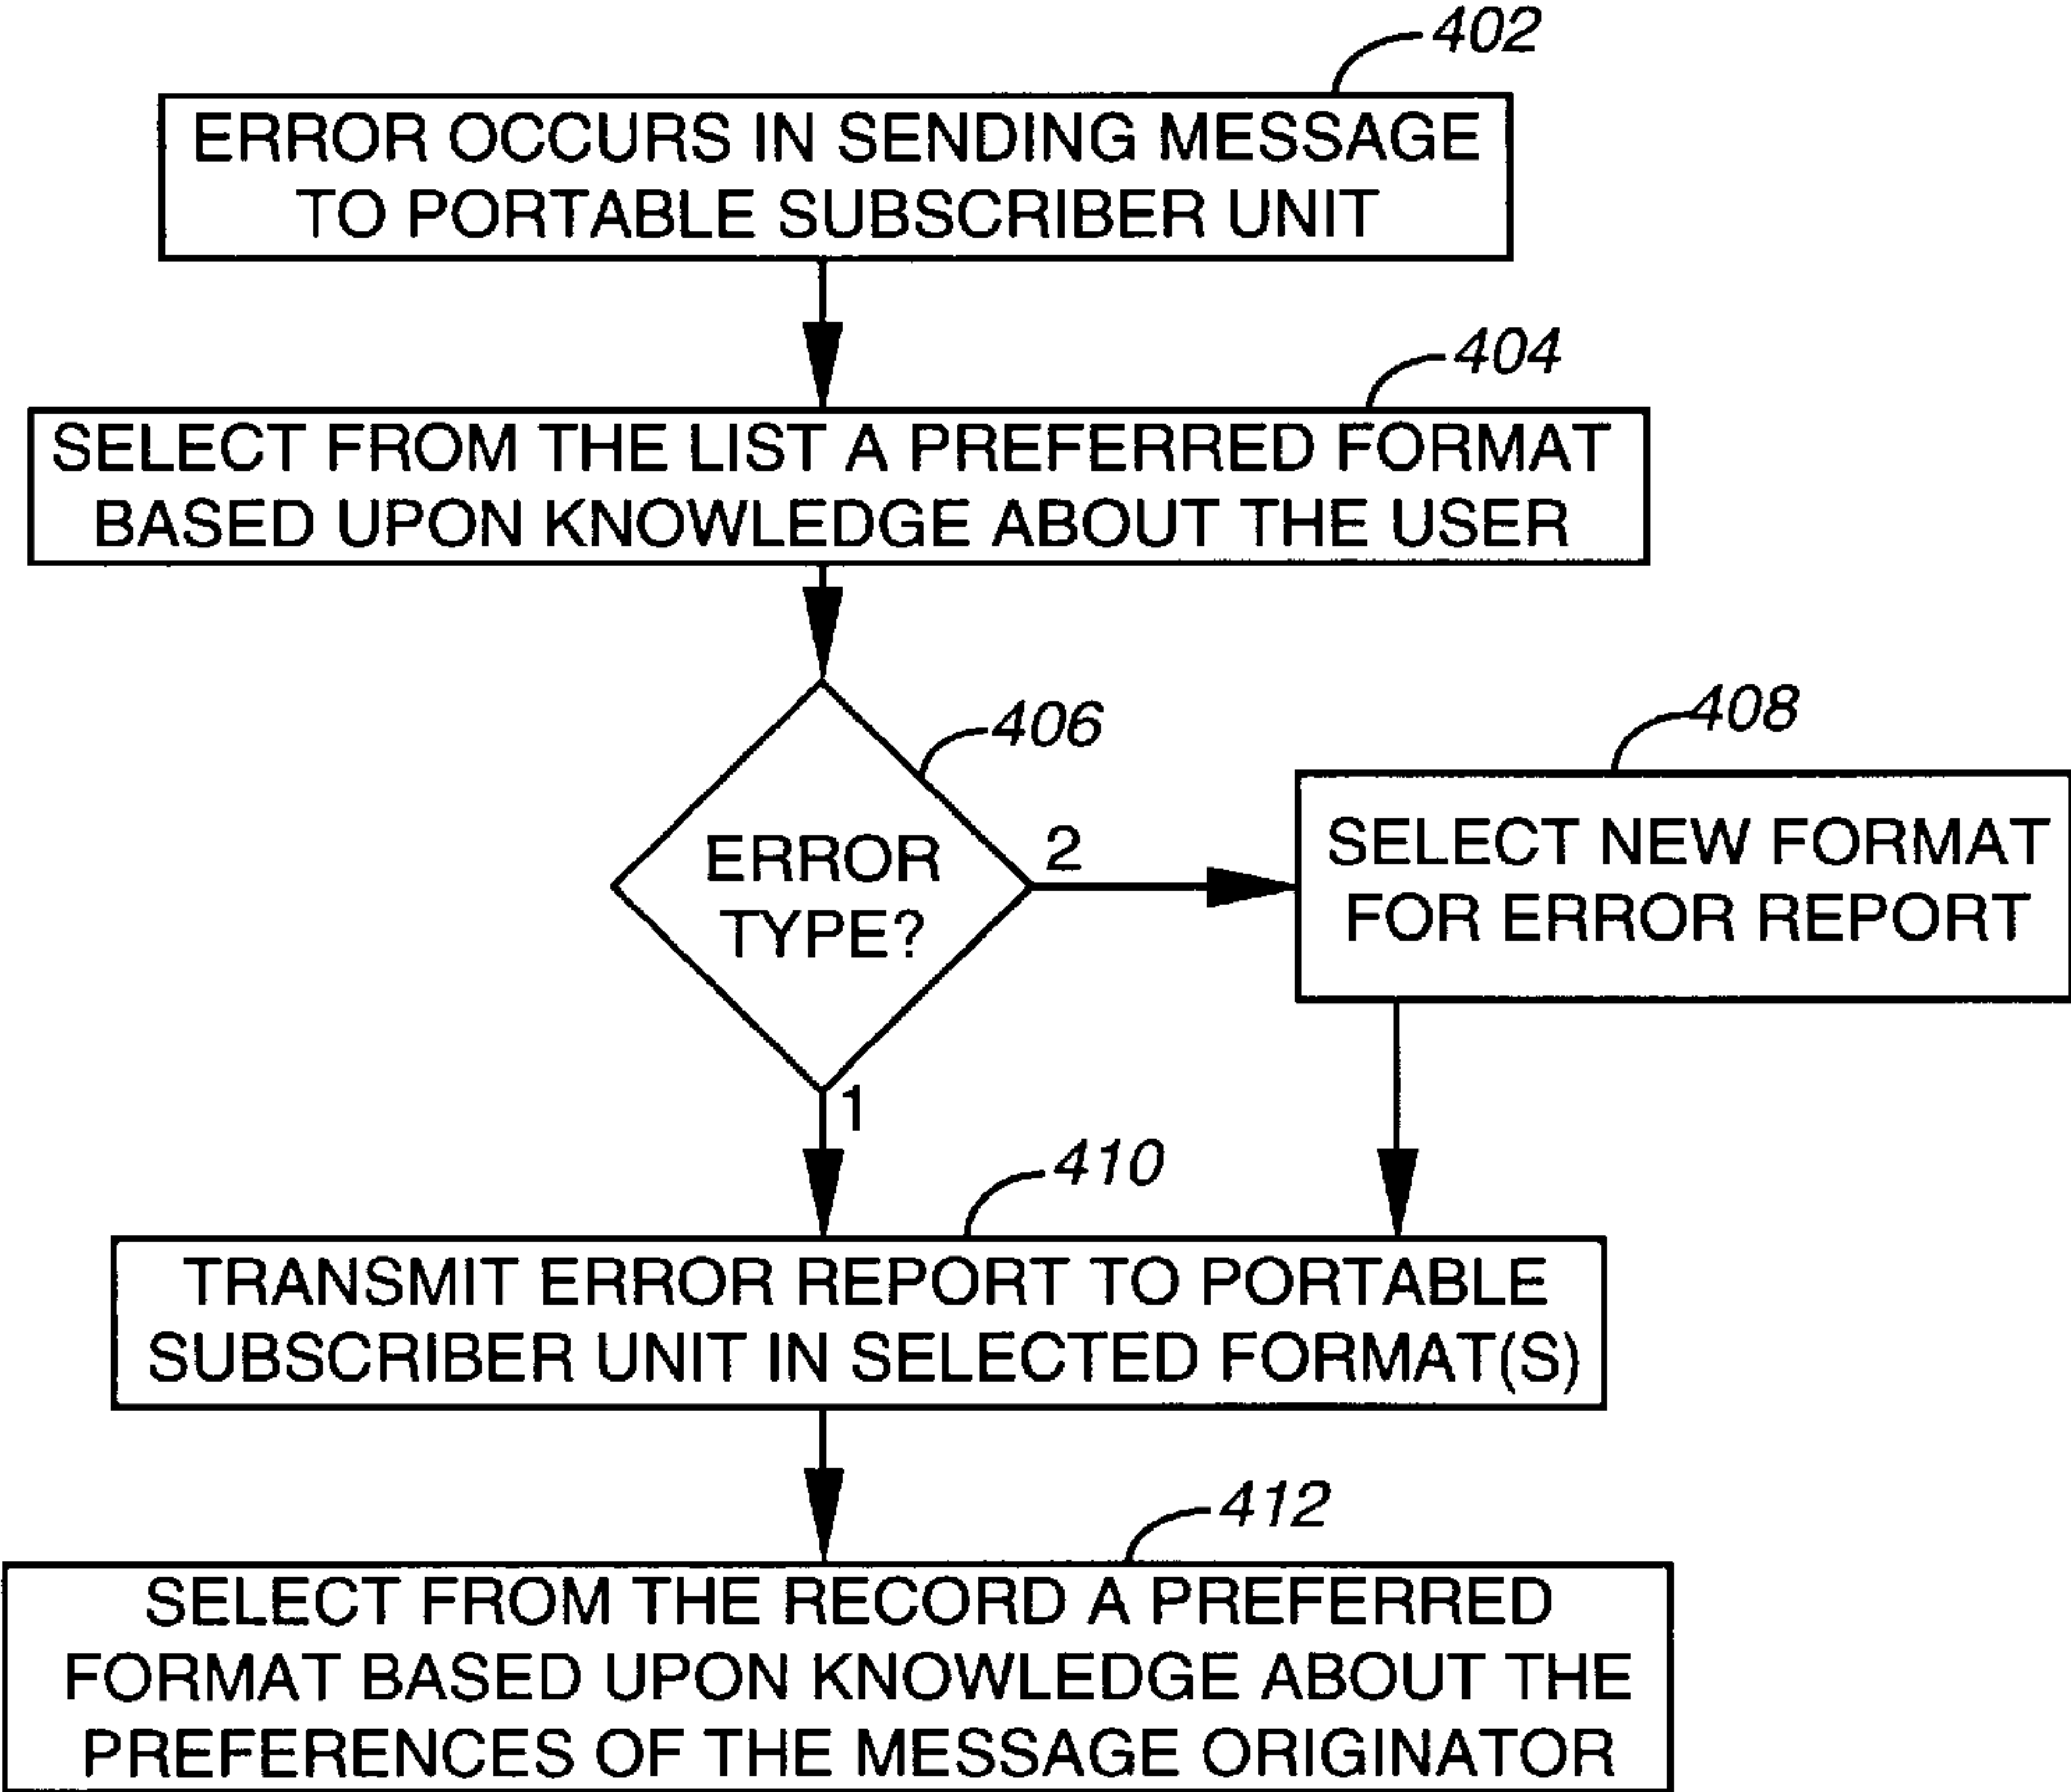 402
ERROR OCCURS IN SENDING MESSAGE
TO PORTABLE SUBSCRIBER UNIT
404
SELECT FROM THE LIST A PREFERRED FORMAT
BASED UPON KNOWLEDGE ABOUT THE USER
406
ERROR
TYPE?
2
1
408
SELECT NEW FORMAT
FOR ERROR REPORT
410
TRANSMIT ERROR REPORT TO PORTABLE
SUBSCRIBER UNIT IN SELECTED FORMAT(S)
412
SELECT FROM THE RECORD A PREFERRED
FORMAT BASED UPON KNOWLEDGE ABOUT THE
PREFERENCES OF THE MESSAGE ORIGINATOR